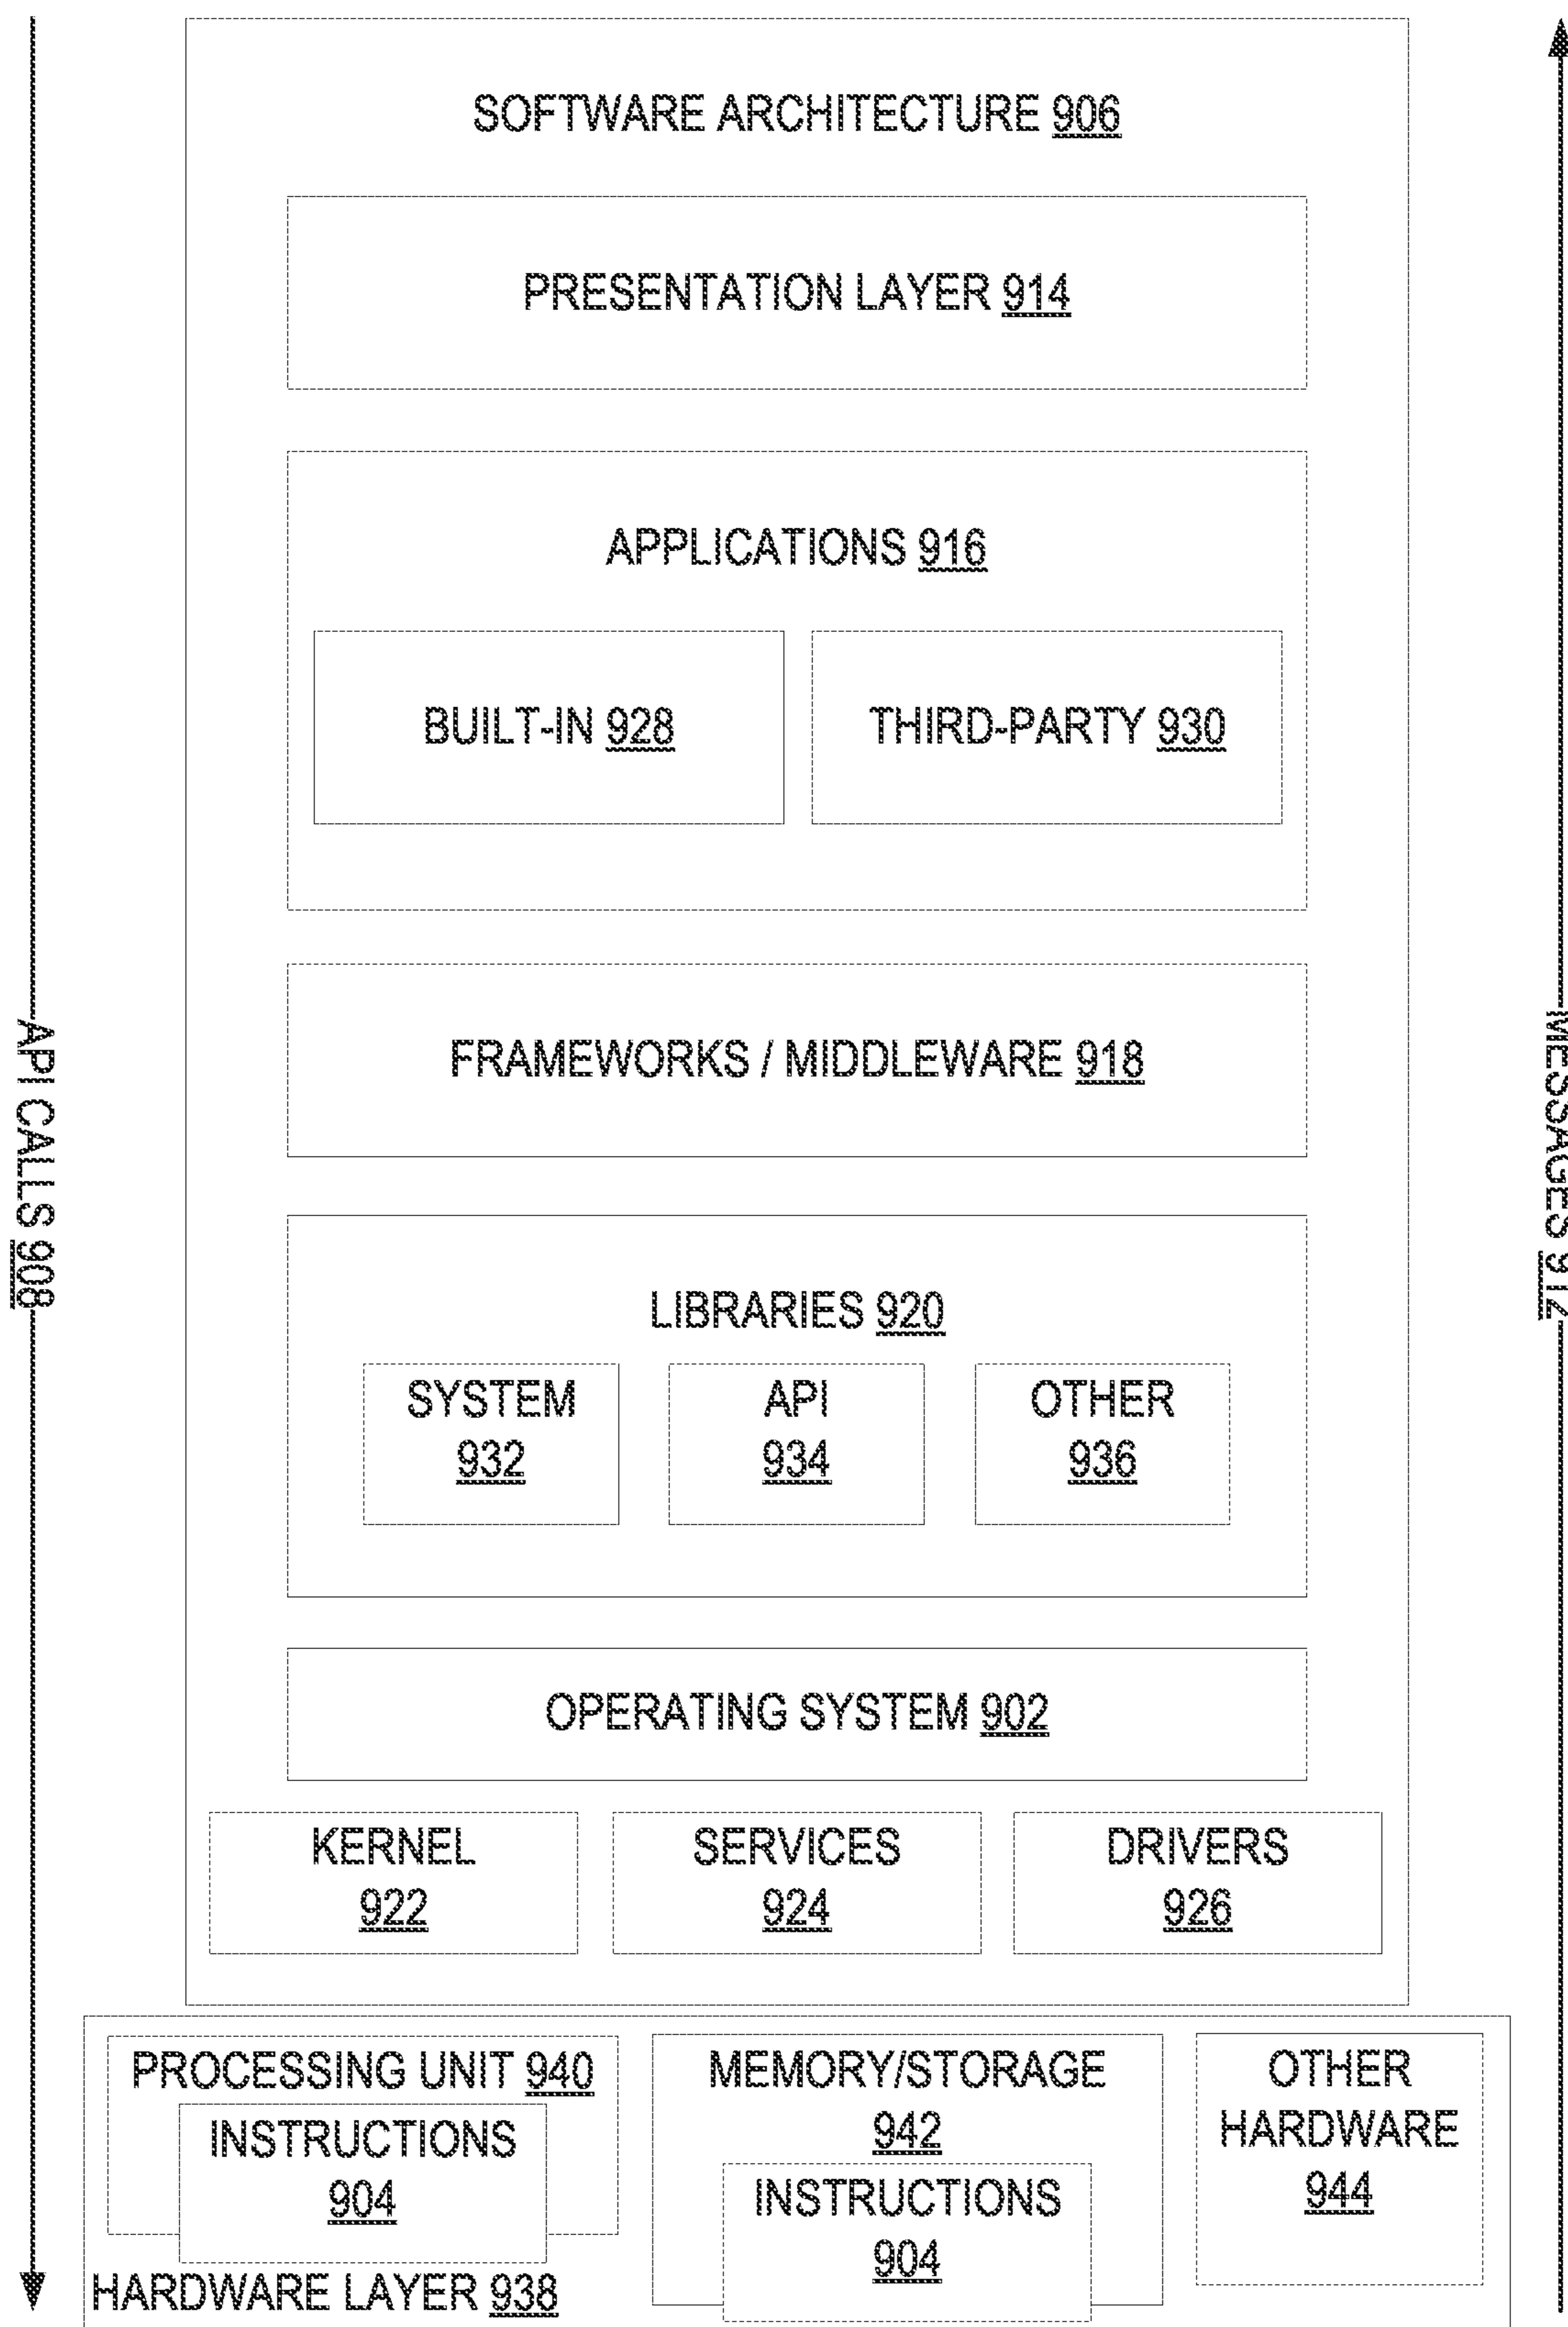 SOFTWARE ARCHITECTURE 906
PRESENTATION LAYER 914
APPLICATIONS 916
BUILT-IN 928
THIRD-PARTY 930
FRAMEWORKS / MIDDLEWARE 918
API CALLS 908
MESSAGES 912
LIBRARIES 920
SYSTEM
932
API
934
OTHER
936
OPERATING SYSTEM 902
KERNEL
922
SERVICES
924
DRIVERS
926
PROCESSING UNIT 940
INSTRUCTIONS
904
MEMORY/STORAGE
942
INSTRUCTIONS
904
OTHER
HARDWARE
944
HARDWARE LAYER 938